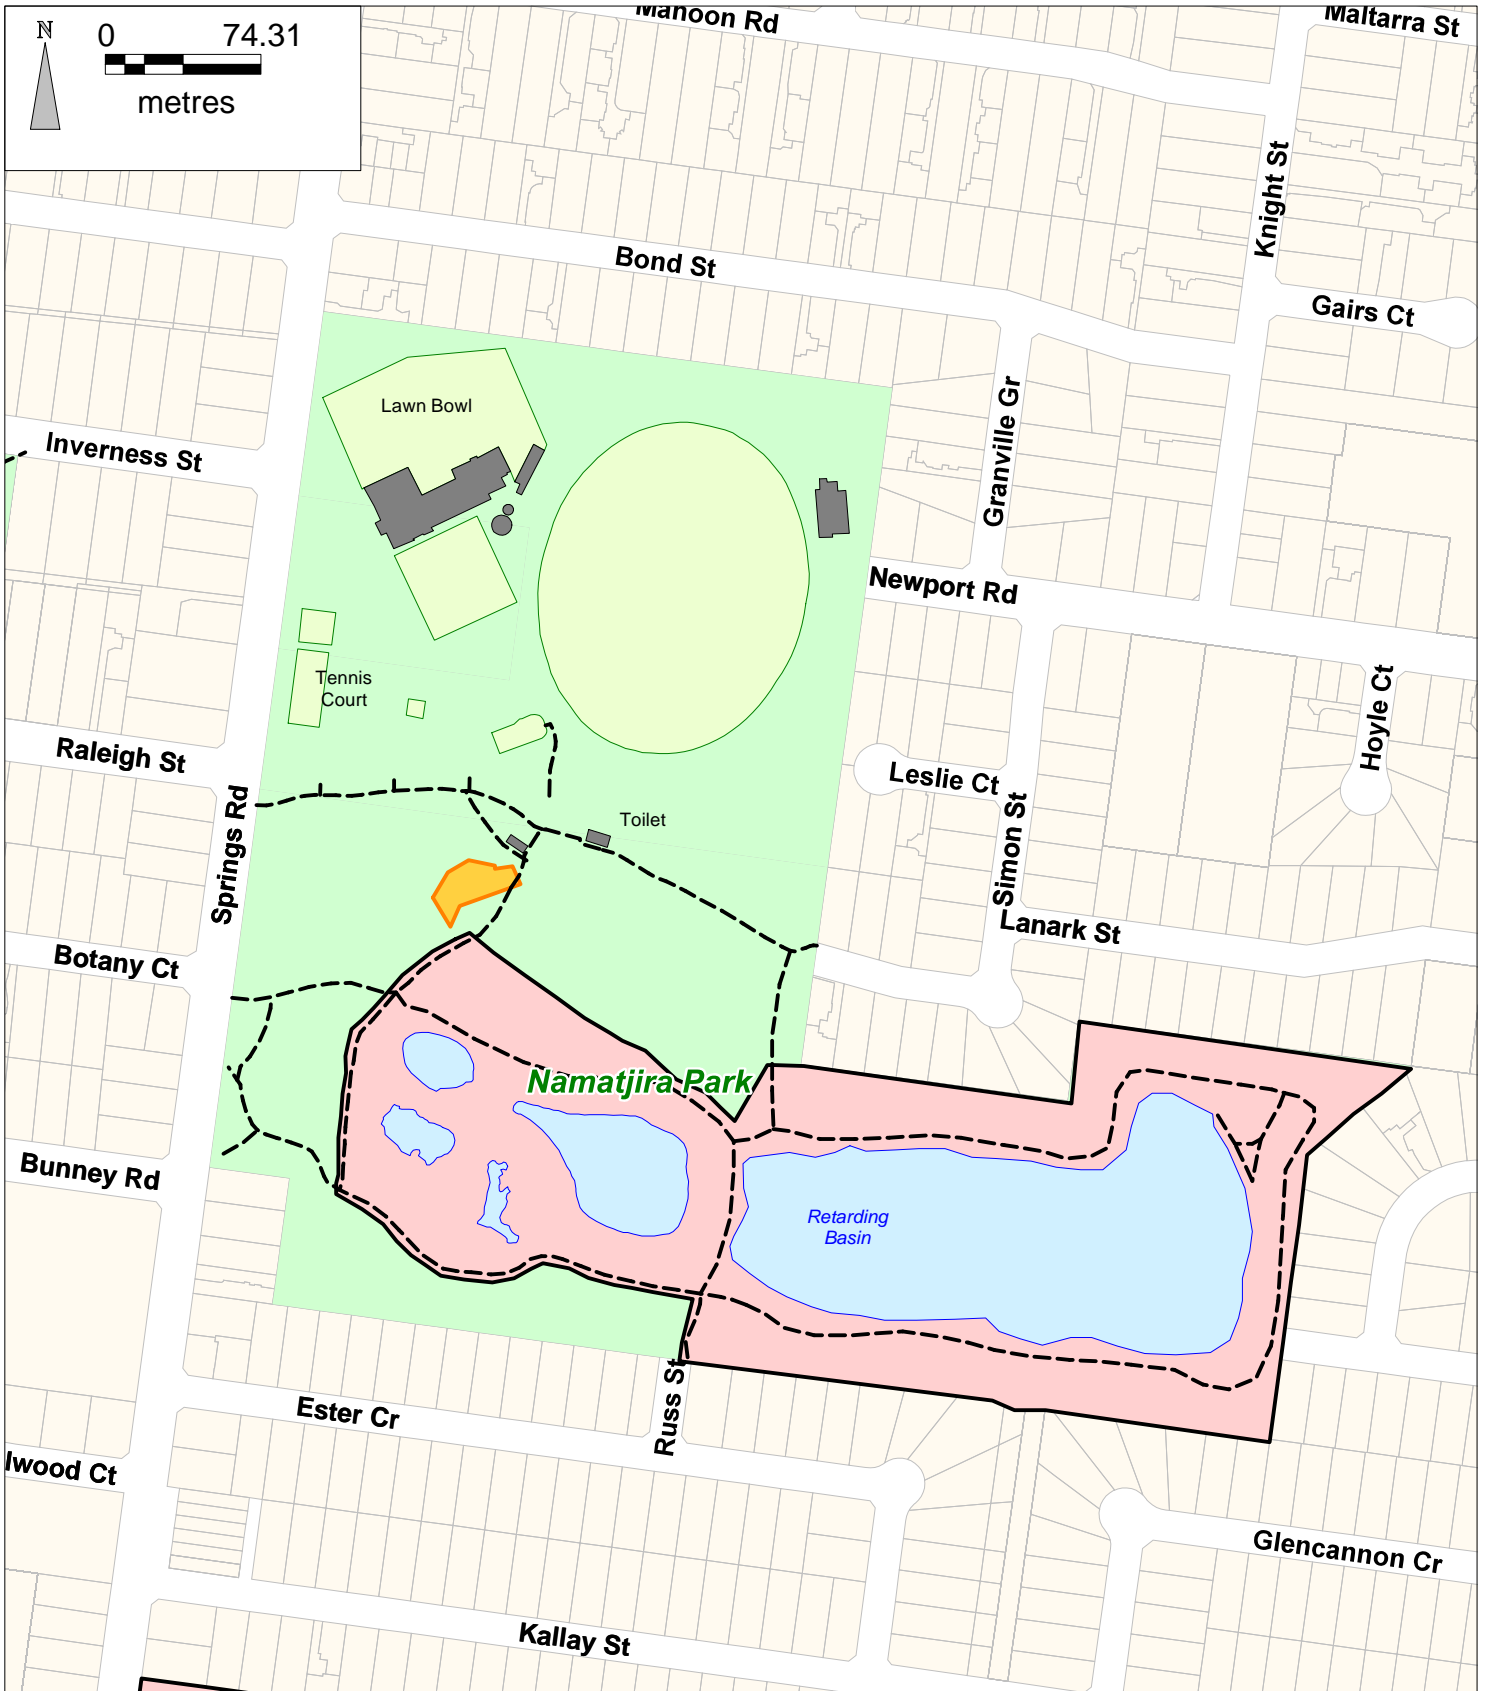 Manoon Rd
Maltarra St
N
0 74.31
metres
Knight St
Bond St
Gairs Ct
Lawn Bowl
Granville Gr
Inverness St
Newport Rd
Tennis
Court
Hoyle Ct
Raleigh St
Leslie Ct
Simon St
Springs Rd
Toilet
Lanark St
Botany Ct
Namatjira Park
Bunney Rd
Retarding
Basin
Russ St
Ester Cr
lwood Ct
Glencannon Cr
Kallay St